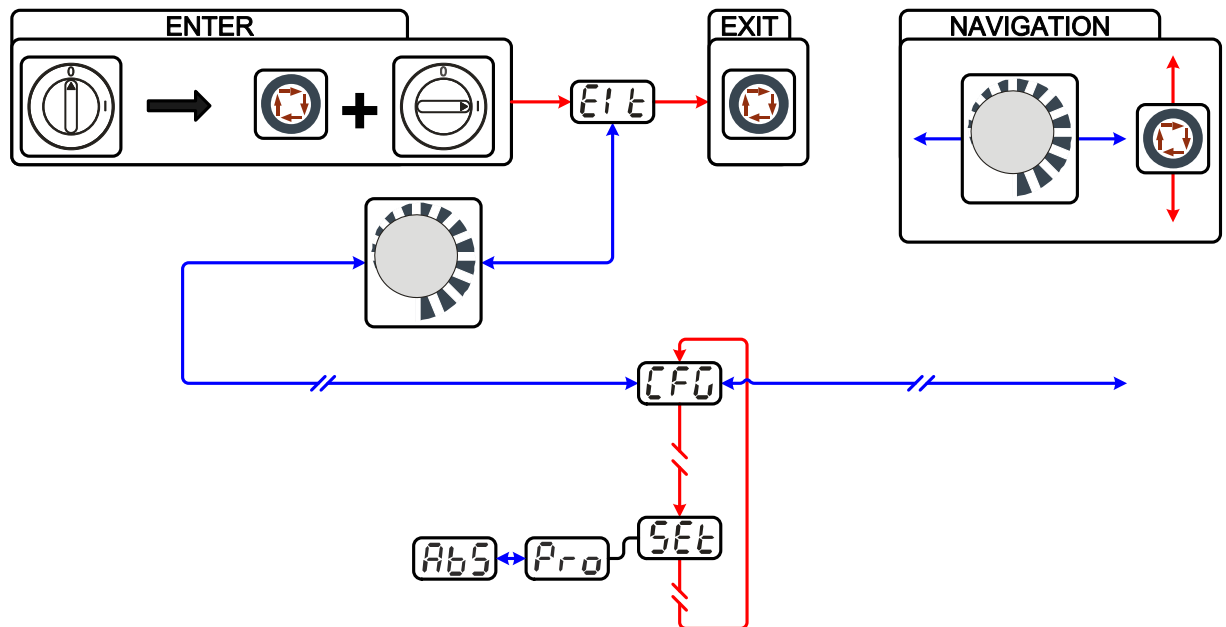 ENTER
EXIT
NAVIGATION
0
I
+
0
I
EIt
CFG
SEt
AbS
Pro